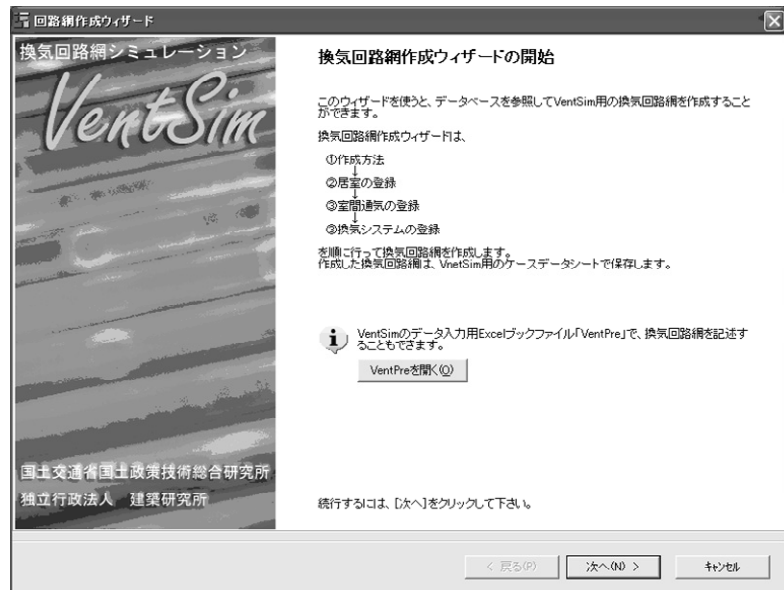 回路網作成ウィザード
換気回路網シミュレーション
VentSim
国土交通省国土政策技術総合研究所
独立行政法人 建築研究所
換気回路網作成ウィザードの開始
このウィザードを使うと、データベースを参照してVentSim用の換気回路網を作成すること
ができます。
換気回路網作成ウィザードは、
①作成方法
↓
②居室の登録
↓
③室間通気の登録
↓
③換気システムの登録
を順に行って換気回路網を作成します。
作成した換気回路網は、VnetSim用のケースデータシートで保存します。
VentSimのデータ入力用Excelブックファイル「VentPre」で、換気回路網を記述す
ることもできます。
VentPreを開く(O)
続行するには、[次へ]をクリックして下さい。
< 戻る(P)
次へ(N) >
キャンセル